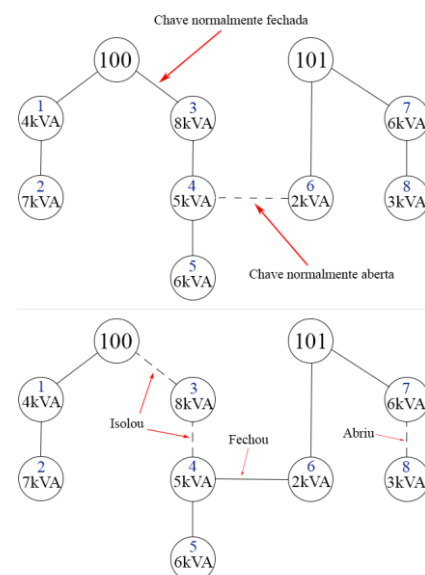 Chave normalmente fechada
100
101
1
4kVA
3
8kVA
7
6kVA
2
7kVA
4
5kVA
6
2kVA
8
3kVA
5
6kVA
Chave normalmente aberta
100
101
1
4kVA
3
8kVA
7
6kVA
Isolou
Fechou
Abriu
2
7kVA
4
5kVA
6
2kVA
8
3kVA
5
6kVA